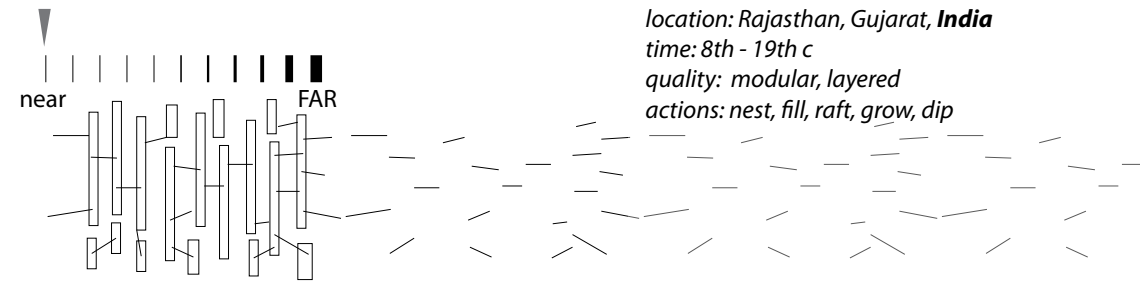 location: Rajasthan, Gujarat, India
time: 8th - 19th c
quality:  modular, layered
actions: nest, fill, raft, grow, dip
near
FAR